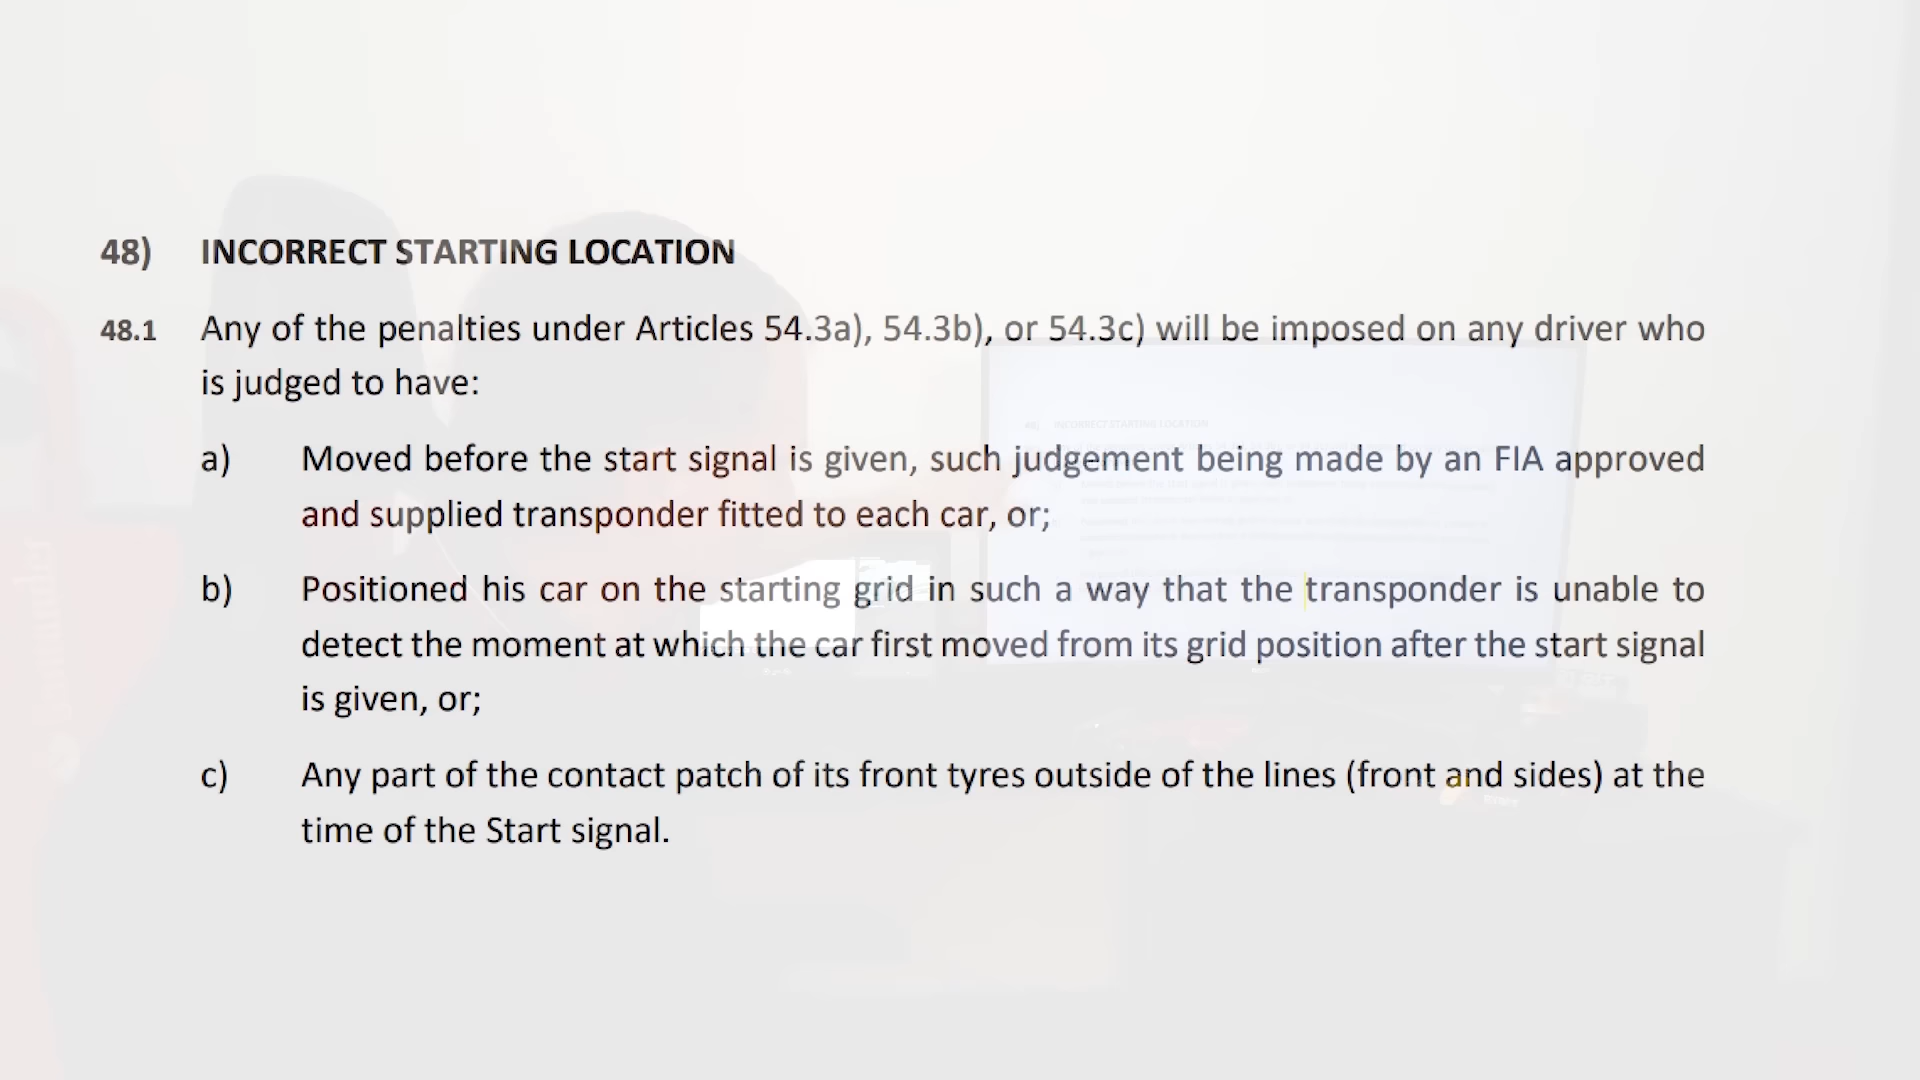 48) INCORRECT STARTING LOCATION
48.1 Any of the penalties under Articles 54.3a), 54.3b), or 54.3c) will be imposed on any driver who
is judged to have:
a) Moved before the start signal is given, such judgement being made by an FIA approved
and supplied transponder fitted to each car, or;
b) Positioned his car on the starting grid in such a way that the transponder is unable to
detect the moment at which the car first moved from its grid position after the start signal
is given, or;
c) Any part of the contact patch of its front tyres outside of the lines (front and sides) at the
time of the Start signal.
48) INCORRECT STARTING LOCATION